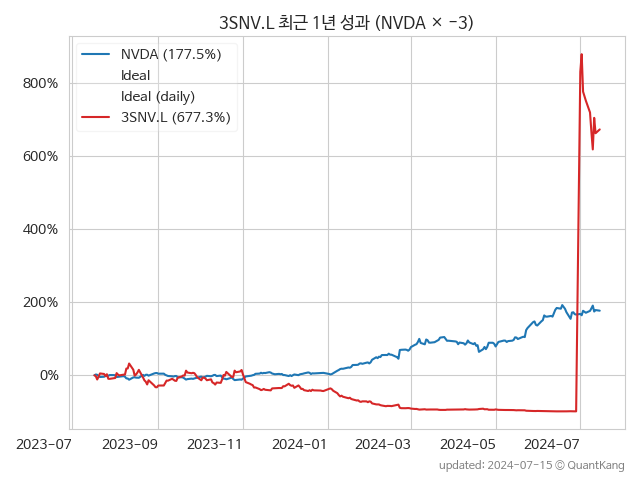 3SNV.L 최근 1년 성과 (NVDA × -3)
NVDA (177.5%)
Ideal
Ideal (daily)
3SNV.L (677.3%)
800%
600%
400%
200%
0%
2023-07 2023-09 2023-11 2024-01 2024-03 2024-05 2024-07
updated: 2024-07-15 © QuantKang